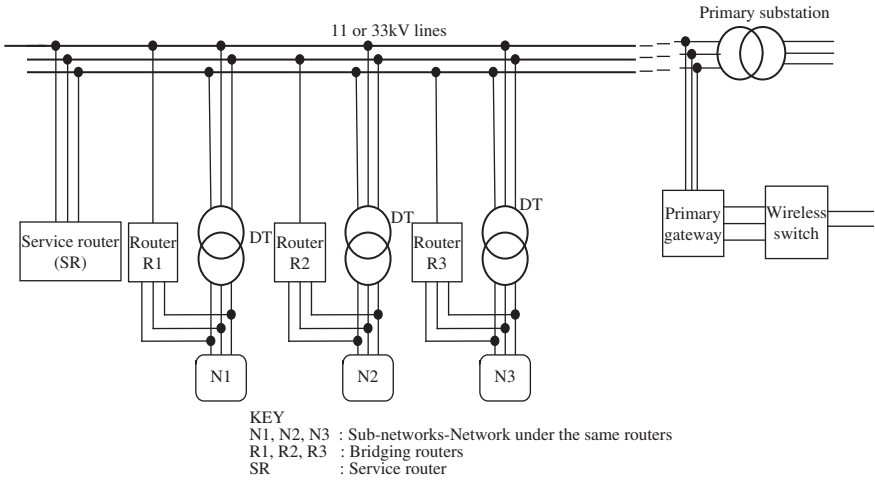 Primary substation
11 or 33kV lines
DT
DT
DT
Service router
(SR)
Router
R1
Router
R2
Router
R3
Primary
gateway
Wireless
switch
N1
N2
N3
KEY
N1, N2, N3 : Sub-networks-Network under the same routers
R1, R2, R3 : Bridging routers
SR : Service router